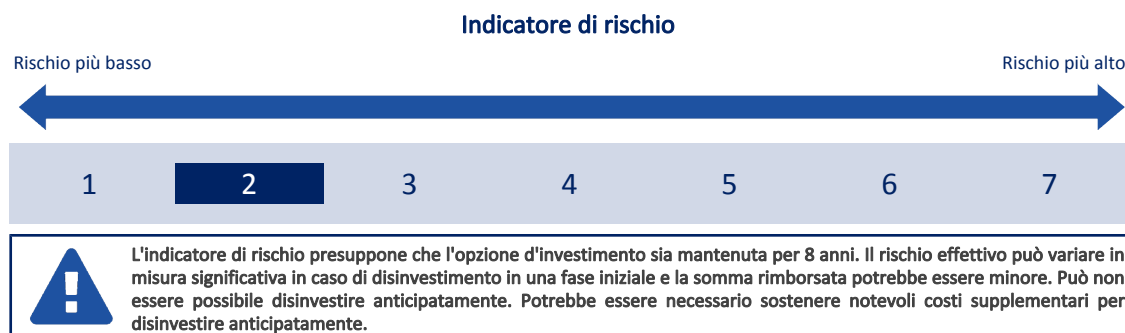 Indicatore di rischio
Rischio più basso
Rischio più alto
1 2 3 4 5 6 7
L'indicatore di rischio presuppone che l'opzione d'investimento sia mantenuta per 8 anni. Il rischio effettivo può variare in
misura significativa in caso di disinvestimento in una fase iniziale e la somma rimborsata potrebbe essere minore. Può non
essere possibile disinvestire anticipatamente. Potrebbe essere necessario sostenere notevoli costi supplementari per
disinvestire anticipatamente.